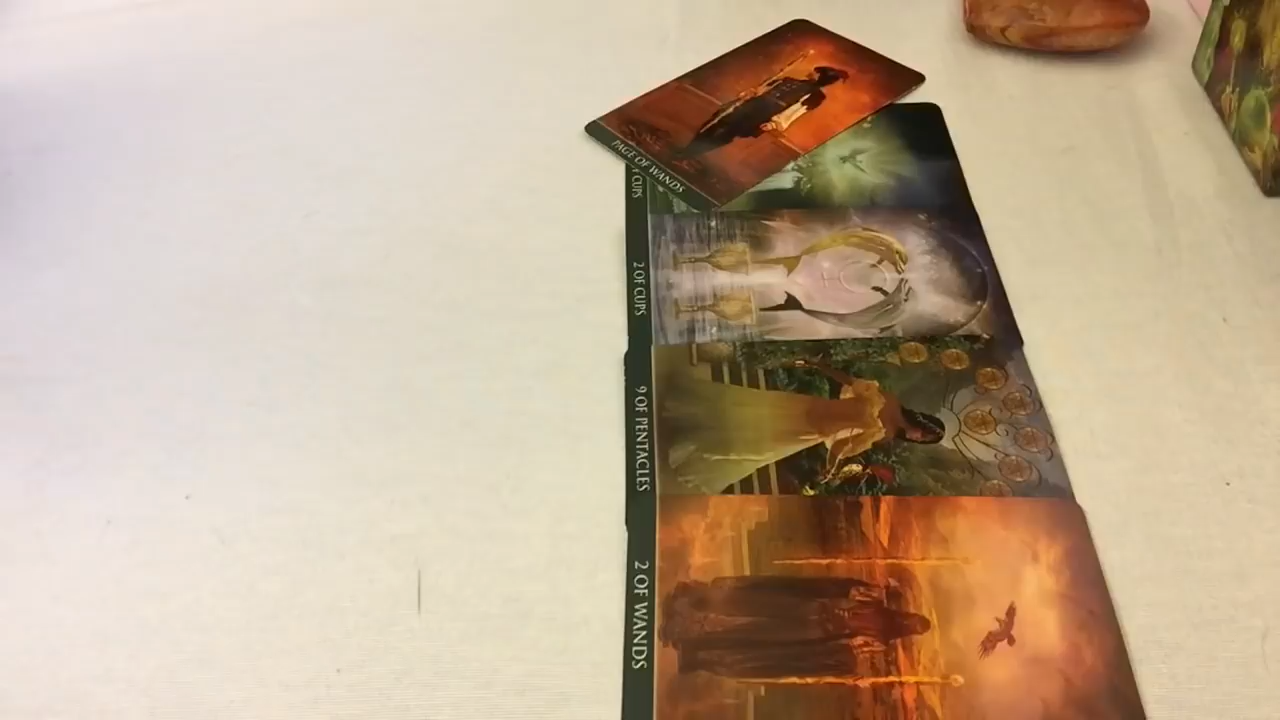 PAGE OF WANDS
CUPS
2 OF CUPS
9 OF PENTACLES
2 OF WANDS